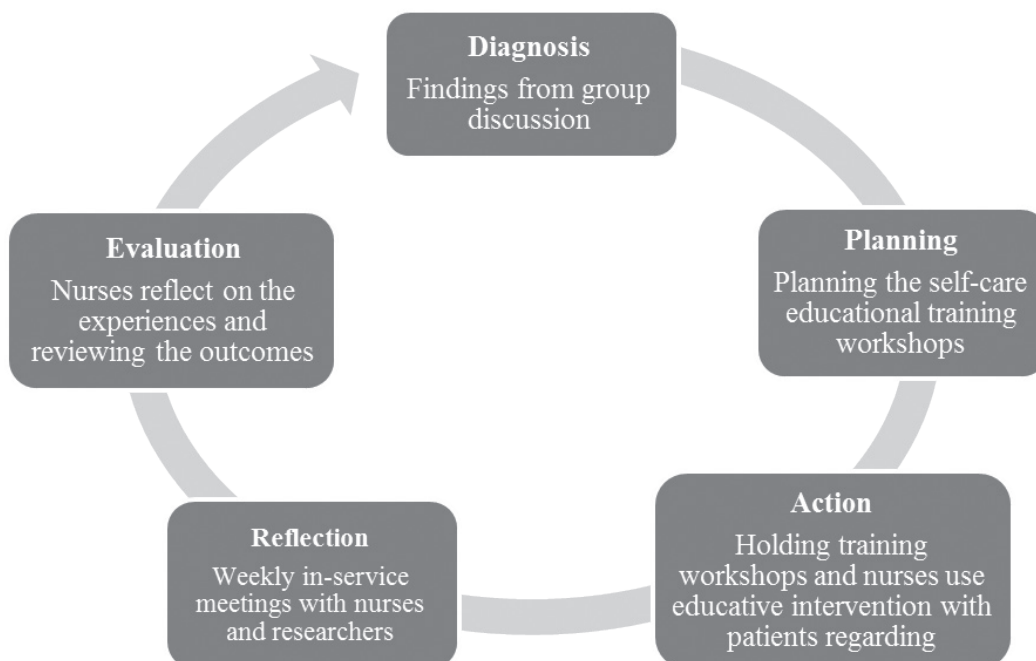 Diagnosis
Findings from group
discussion
Planning
Planning the self-care
educational training
workshops
Action
Holding training
workshops and nurses use
educative intervention with
patients regarding
Reflection
Weekly in-service
meetings with nurses
and researchers
Evaluation
Nurses reflect on the
experiences and
reviewing the outcomes